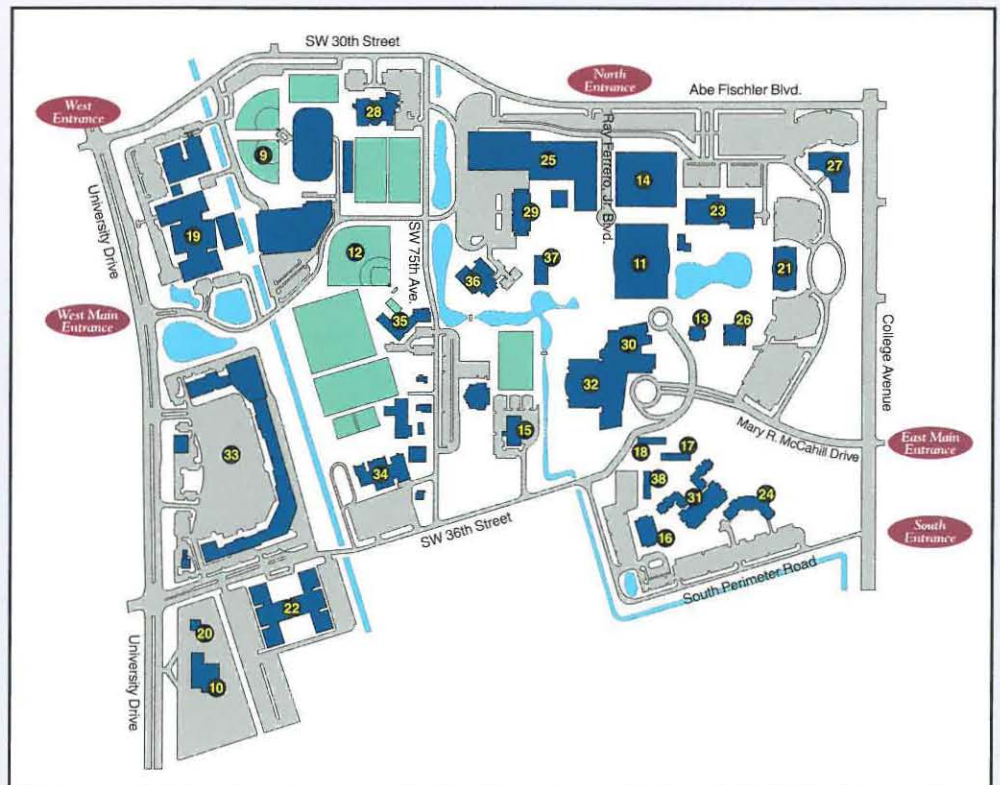 SW 30th Street
North
Entrance
Abe Fischler Blvd.
West
Entrance
28
9
25
14
27
Ray Ferrero, Jr. Blvd.
29
23
University Drive
19
12
SW 75th Ave.
37
11
21
36
West Main
Entrance
35
13
26
30
College Avenue
32
Mary R. McCahill Drive
15
East Main
Entrance
33
18
17
34
38
31
24
SW 36th Street
16
South
Entrance
South Perimeter Road
22
20
University Drive
10